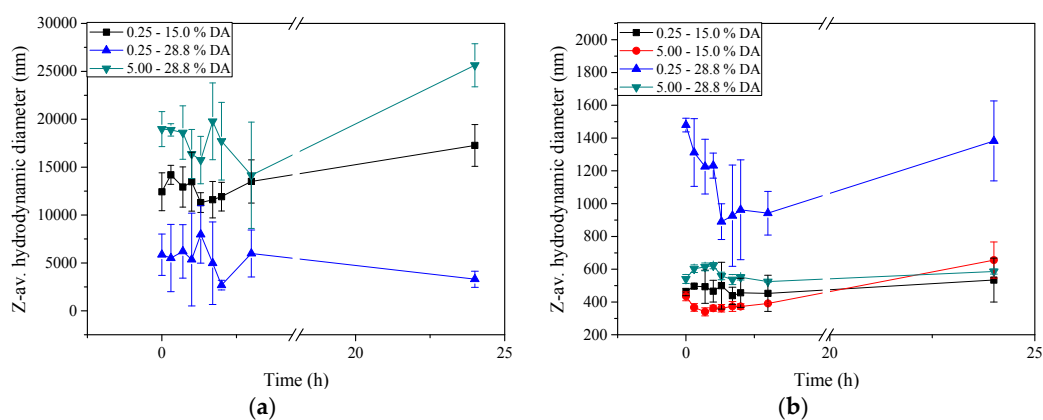 30000
25000
20000
15000
10000
5000
0
Z-av. hydrodynamic diameter (nm)
0.25 - 15.0 % DA
0.25 - 28.8 % DA
5.00 - 28.8 % DA
0
20
25
Time (h)
(a)
2000
1800
1600
1400
1200
1000
800
600
400
200
Z-av. hydrodynamic diameter (nm)
0.25 - 15.0 % DA
5.00 - 15.0 % DA
0.25 - 28.8 % DA
5.00 - 28.8 % DA
0
20
25
Time (h)
(b)